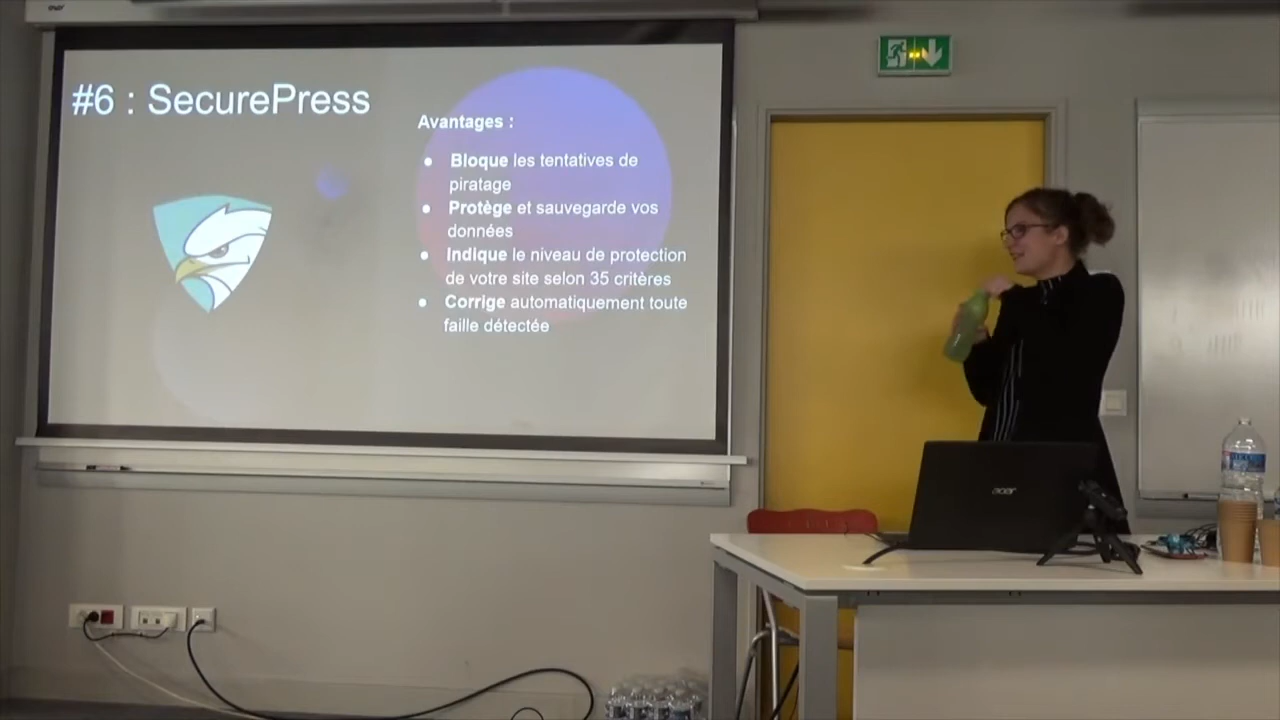 #6 : SecurePress
Avantages :
● Bloque les tentatives de
piratage
● Protège et sauvegarde vos
données
● Indique le niveau de protection
de votre site selon 35 critères
● Corrige automatiquement toute
faille détectée
acer